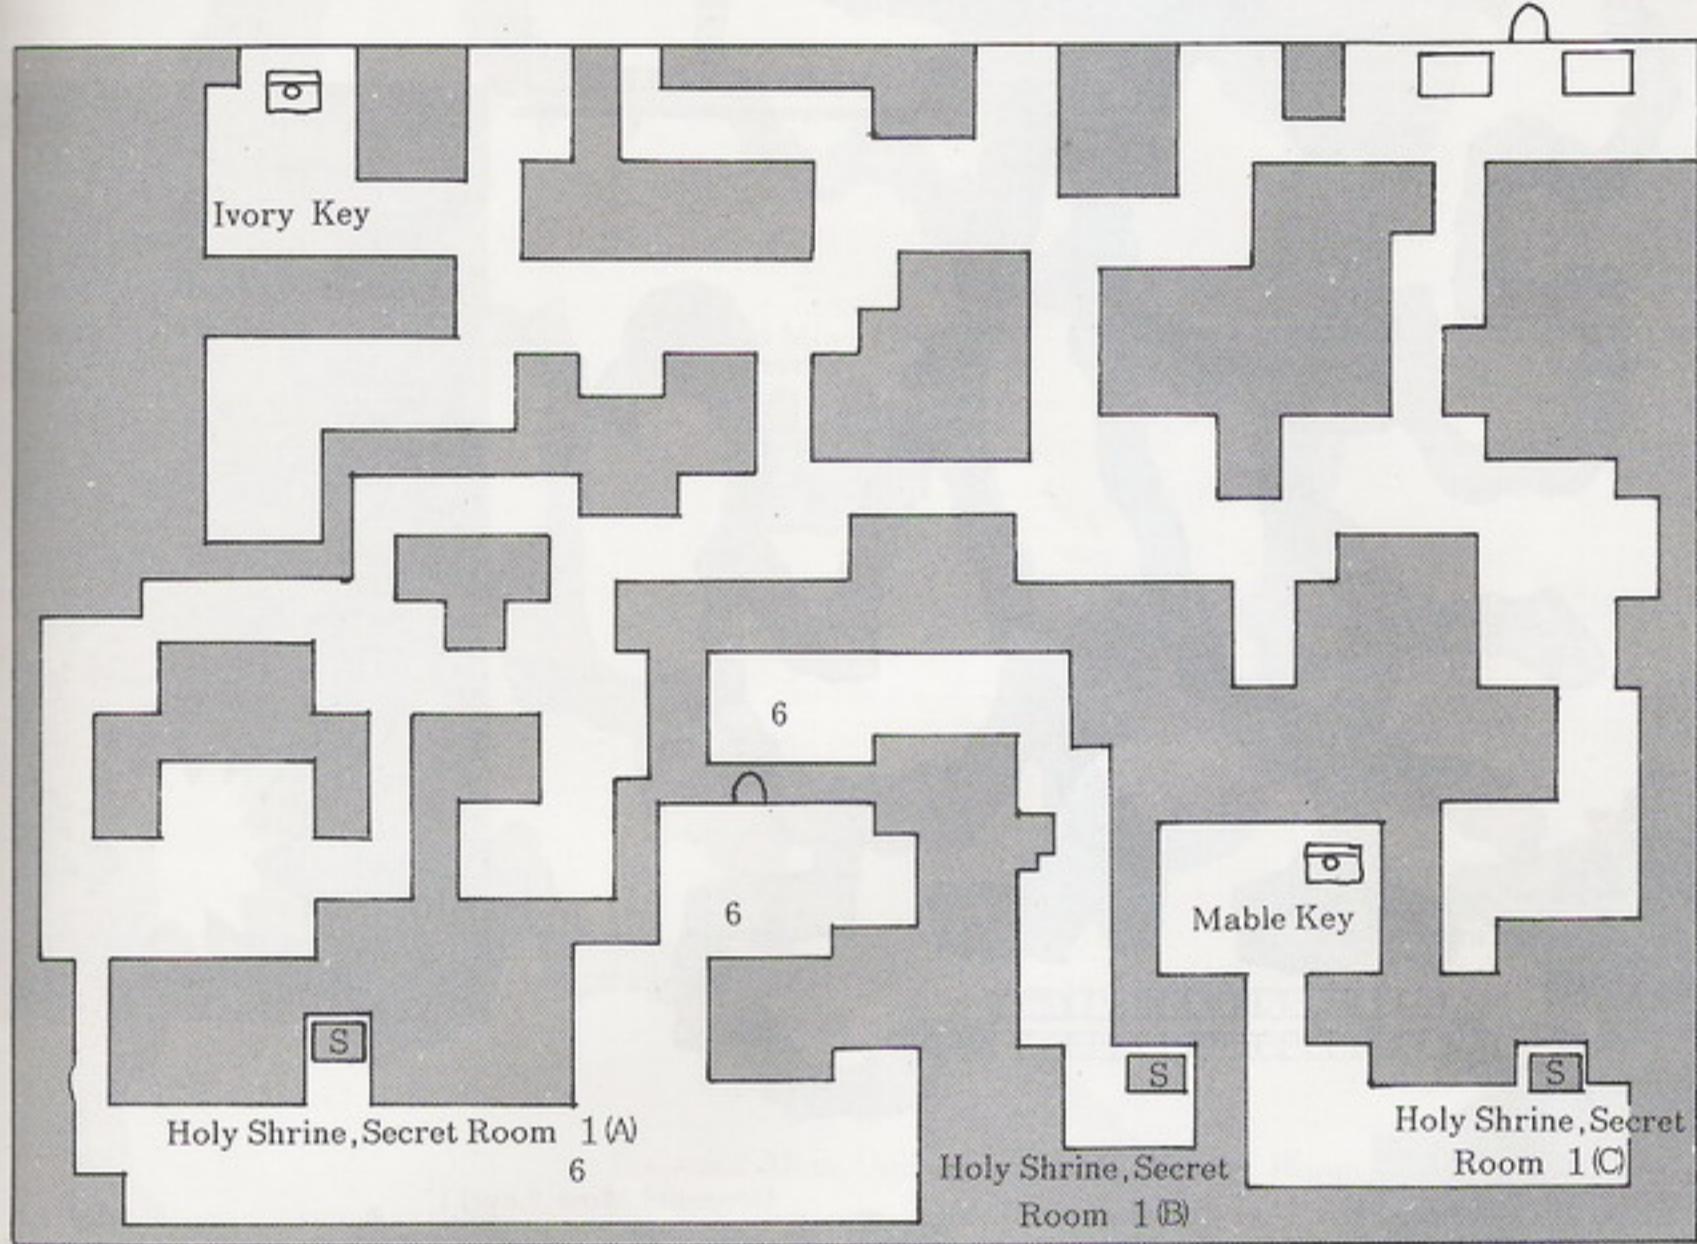 Ivory Key
6
6
Mable Key
S
S
S
Holy Shrine, Secret Room 1(A)
6
Holy Shrine, Secret
Room 1(B)
Holy Shrine, Secret
Room 1(C)